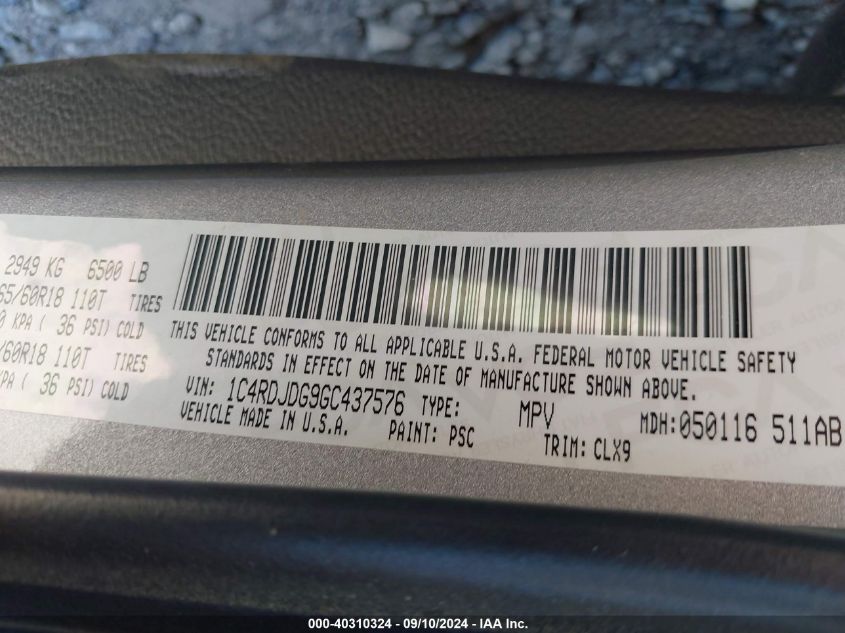 2949 KG 6500 LB
65/60R18 110T TIRES
0 KPA ( 36 PSI) COLD
/60R18 110T TIRES
KPA ( 36 PSI) COLD
THIS VEHICLE CONFORMS TO ALL APPLICABLE U.S.A. FEDERAL MOTOR VEHICLE SAFETY
STANDARDS IN EFFECT ON THE DATE OF MANUFACTURE SHOWN ABOVE.
VIN: 1C4RDJDG9GC437576 TYPE: MPV MDH:050116 511AB
VEHICLE MADE IN U.S.A. PAINT: PSC TRIM: CLX9
000-40310324 – 09/10/2024 – IAA Inc.